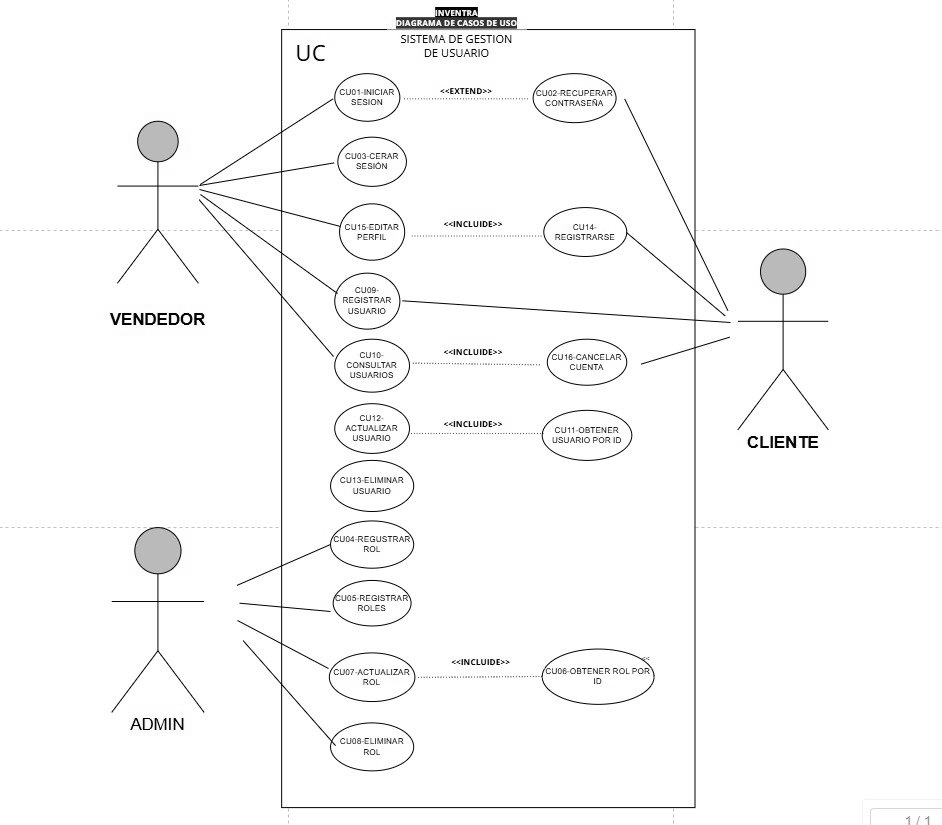 INVENTRA
DIAGRAMA DE CASOS DE USO
SISTEMA DE GESTION
DE USUARIO
UC
CU01-INICIAR
SESION
<<EXTEND>>
CU02-RECUPERAR
CONTRASEÑA
CU03-CERAR
SESIÓN
CU15-EDITAR
PERFIL
<<INCLUIDE>>
CU14-
REGISTRARSE
VENDEDOR
CU09-
REGISTRAR
USUARIO
CU10-
CONSULTAR
USUARIOS
<<INCLUIDE>>
CU16-CANCELAR
CUENTA
CLIENTE
CU12-
ACTUALIZAR
USUARIO
<<INCLUIDE>>
CU11-OBTENER
USUARIO POR ID
CU13-ELIMINAR
USUARIO
CU04-REGUSTRAR
ROL
CU05-REGISTRAR
ROLES
ADMIN
CU07-ACTUALIZAR
ROL
<<INCLUIDE>>
<<
CU06-OBTENER ROL POR
ID
CU08-ELIMINAR
ROL
1 / 1